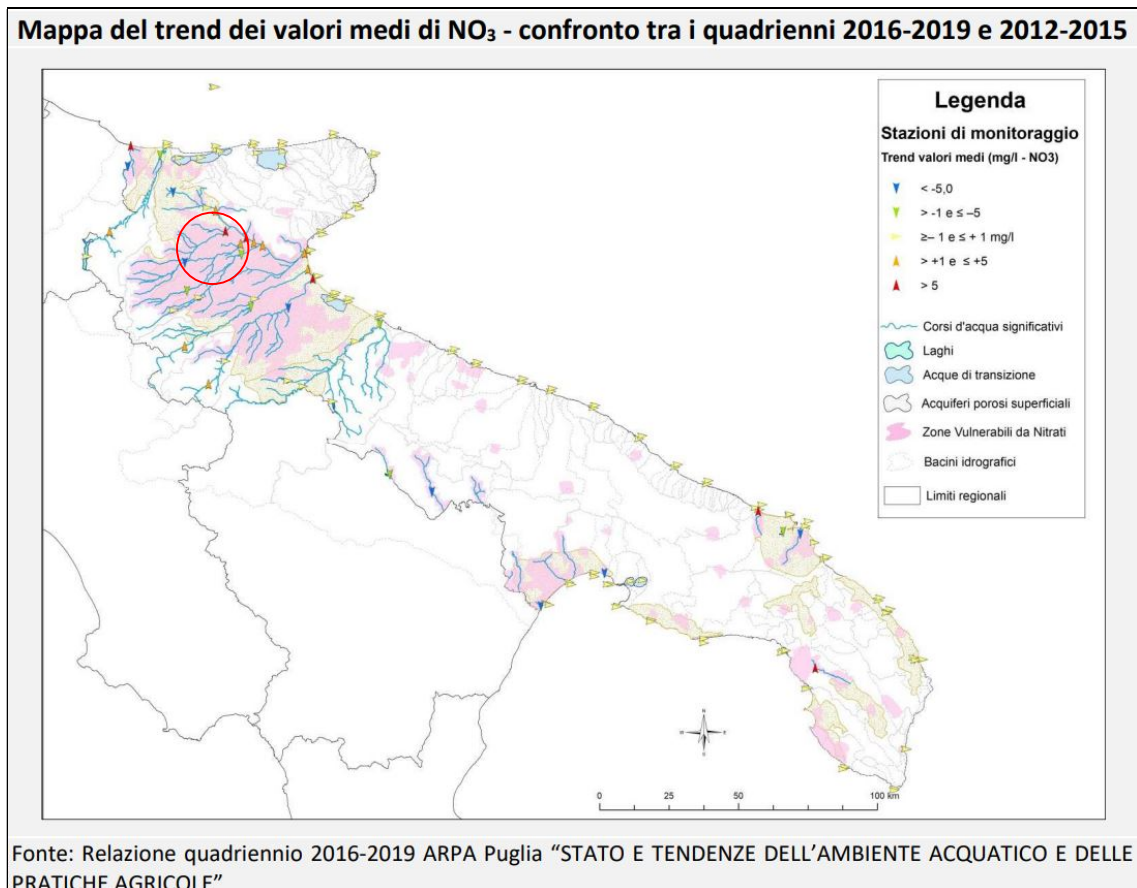 Mappa del trend dei valori medi di NO₃ - confronto tra i quadrienni 2016-2019 e 2012-2015
Legenda
Stazioni di monitoraggio
Trend valori medi (mg/l - NO3)
< -5,0
> -1 e ≤ –5
≥– 1 e ≤ + 1 mg/l
> +1 e ≤ +5
> 5
Corsi d'acqua significativi
Laghi
Acque di transizione
Acquiferi porosi superficiali
Zone Vulnerabili da Nitrati
Bacini idrografici
Limiti regionali
0 25 50 100 km
Fonte: Relazione quadriennio 2016-2019 ARPA Puglia “STATO E TENDENZE DELL’AMBIENTE ACQUATICO E DELLE
PRATICHE AGRICOLE”